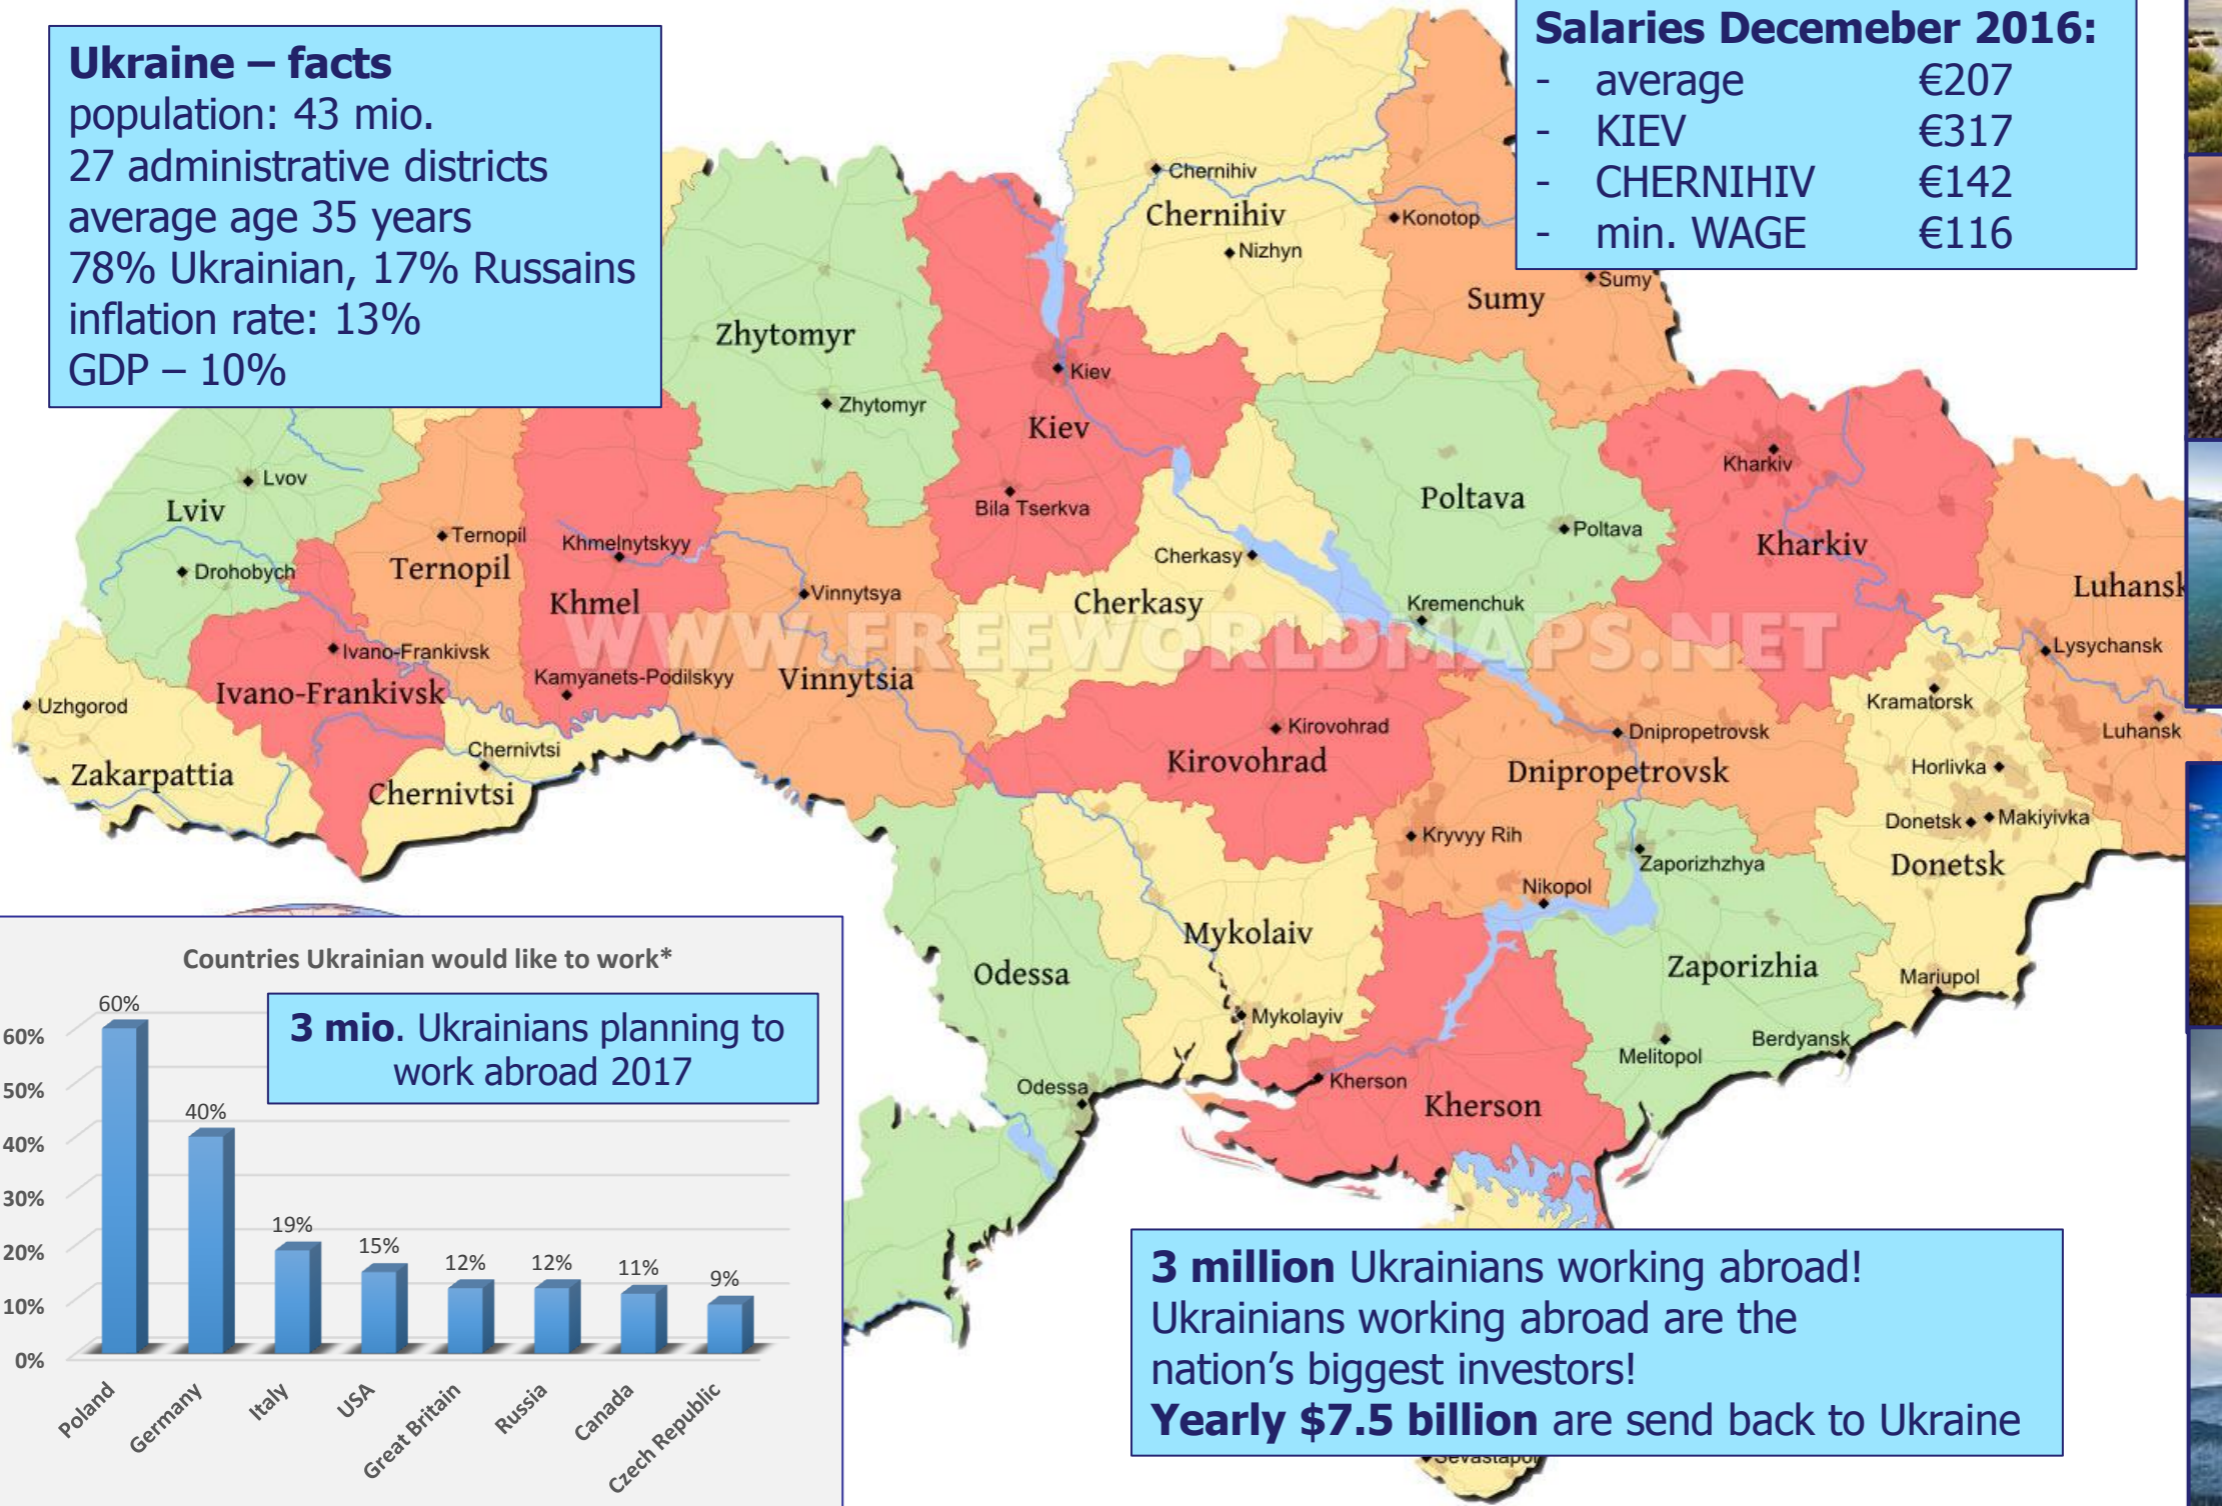 Ukraine – facts
population: 43 mio.
27 administrative districts
average age 35 years
78% Ukrainian, 17% Russains
inflation rate: 13%
GDP – 10%
Salaries Decemeber 2016:
- average €207
- KIEV €317
- CHERNIHIV €142
- min. WAGE €116
Chernihiv
Chernihiv
Nizhyn
Konotop
Sumy
Sumy
Zhytomyr
Zhytomyr
Kiev
Kiev
Bila Tserkva
Lvov
Lviv
Drohobych
Ternopil
Ternopil
Khmelnytskyy
Khmel
Kamyanets-Podilskyy
Vinnytsya
Vinnytsia
Cherkasy
Cherkasy
Poltava
Poltava
Kremenchuk
Kharkiv
Kharkiv
Luhansk
Lysychansk
Luhansk
WWW.FREEWORLDMAPS.NET
Ivano-Frankivsk
Ivano-Frankivsk
Uzhgorod
Zakarpattia
Chernivtsi
Chernivtsi
Kirovohrad
Kirovohrad
Dnipropetrovsk
Dnipropetrovsk
Kryvyy Rih
Nikopol
Kramatorsk
Horlivka
Donetsk
Makiyivka
Donetsk
Mariupol
Zaporizhzhya
Zaporizhia
Melitopol
Berdyansk
Mykolaiv
Mykolayiv
Odessa
Odessa
Kherson
Kherson
Sevastapol
Countries Ukrainian would like to work*
3 mio. Ukrainians planning to
work abroad 2017
60%
50%
40%
30%
20%
10%
0%
60%
40%
19%
15%
12%
12%
11%
9%
Poland
Germany
Italy
USA
Great Britain
Russia
Canada
Czech Republic
3 million Ukrainians working abroad!
Ukrainians working abroad are the
nation's biggest investors!
Yearly $7.5 billion are send back to Ukraine